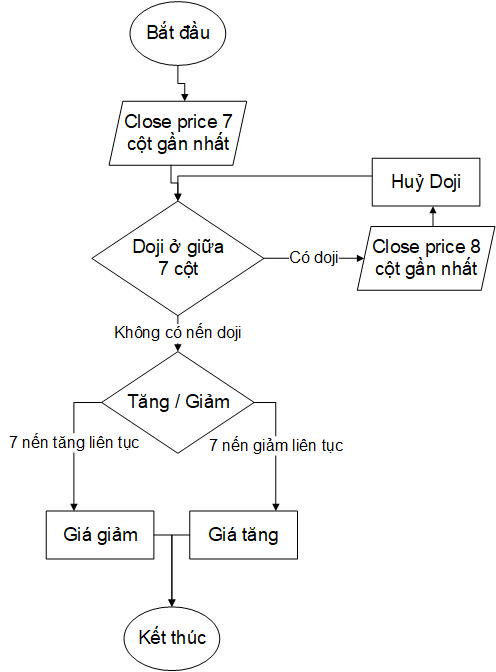 Bắt đầu
Close price 7
cột gần nhất
Huỷ Doji
Doji ở giữa
7 cột
Có doji
Close price 8
cột gần nhất
Không có nến doji
Tăng / Giảm
7 nến tăng liên tục
7 nến giảm liên tục
Giá giảm
Giá tăng
Kết thúc